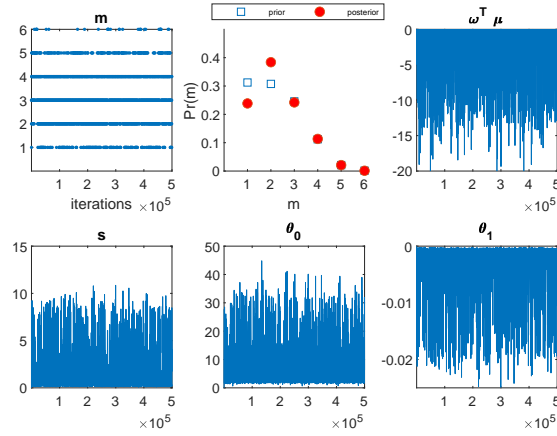 m
6
5
4
3
2
1
1 2 3 4 5
iterations ×10^5
prior posterior
Pr(m)
0.4
0.3
0.2
0.1
0
1 2 3 4 5 6
m
ω^T μ
0
-5
-10
-15
-20
1 2 3 4 5
×10^5
s
15
10
5
0
1 2 3 4 5
×10^5
θ_0
50
40
30
20
10
0
1 2 3 4 5
×10^5
θ_1
0
-0.01
-0.02
1 2 3 4 5
×10^5